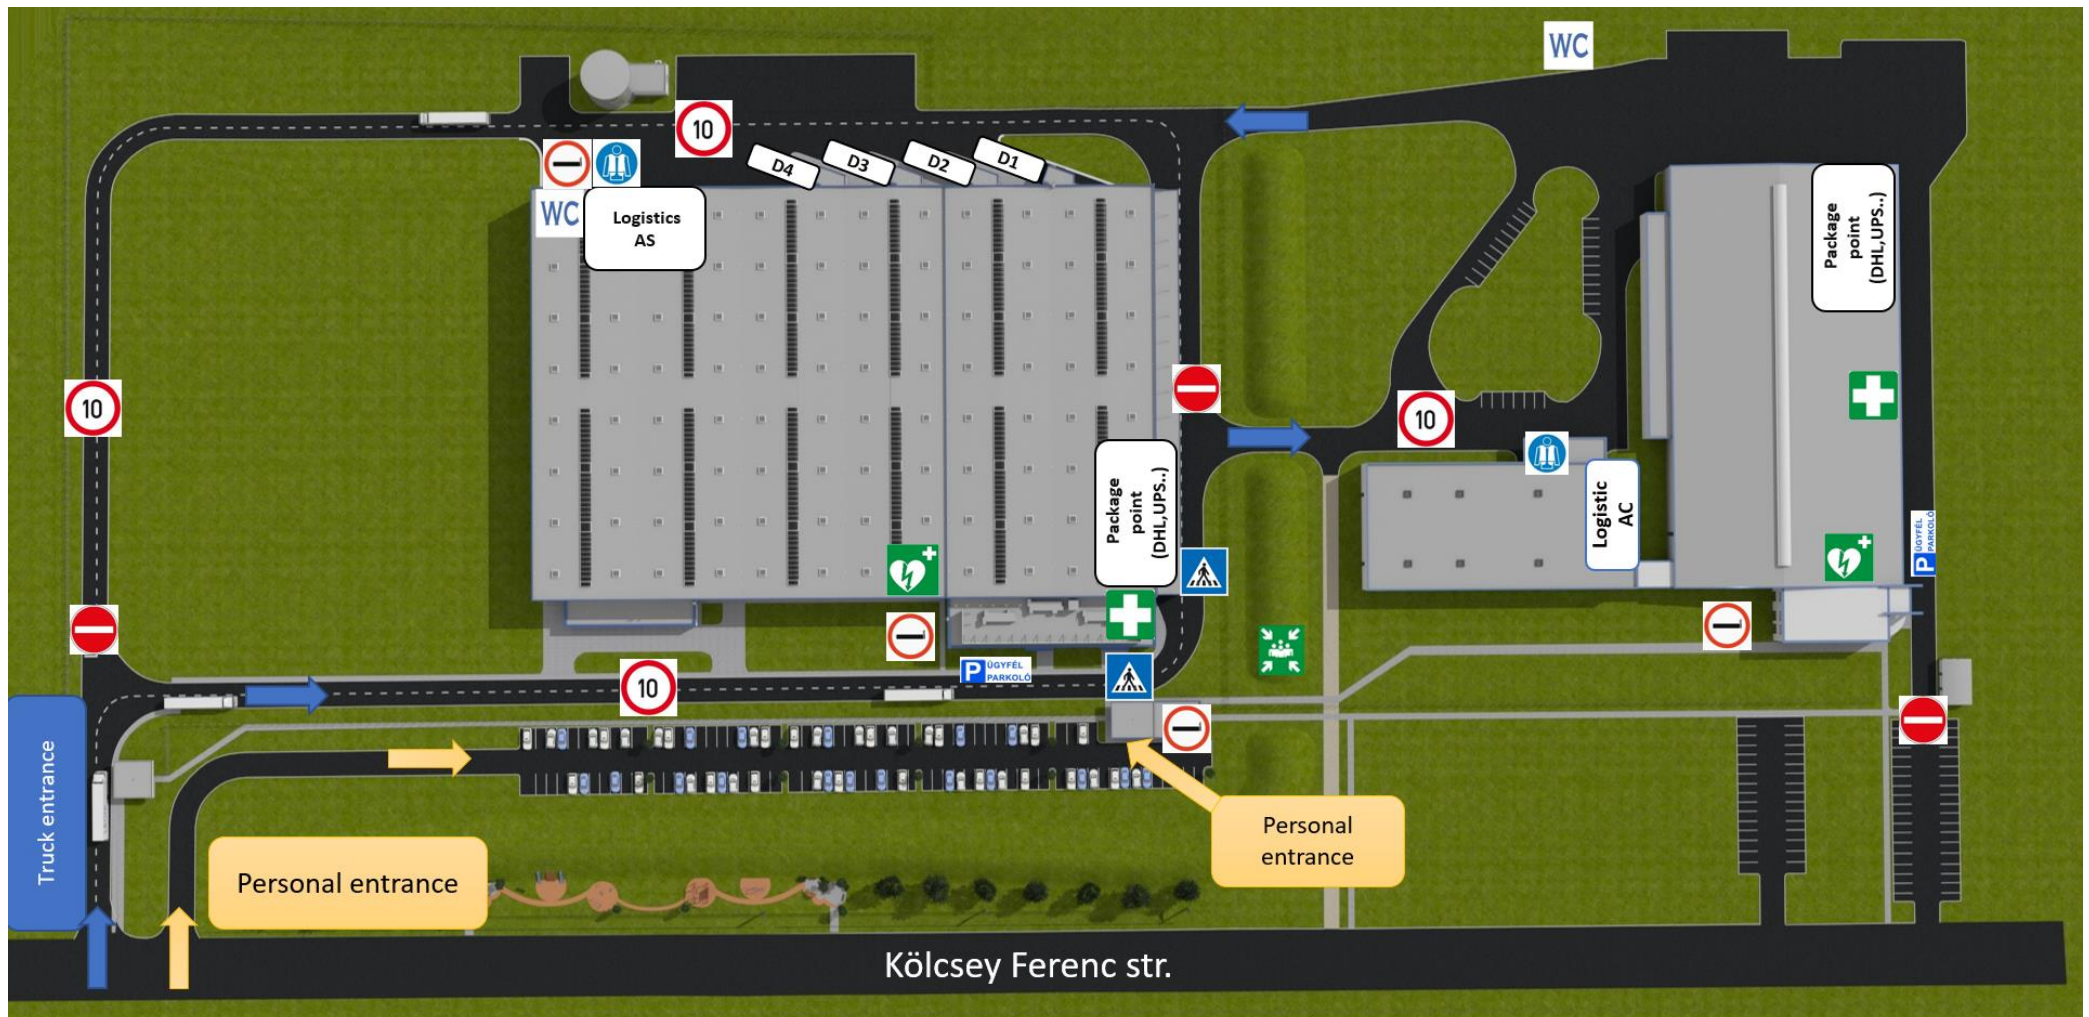 WC
10
D4
D3
D2
D1
WC
Logistics
AS
Package
point
(DHL,UPS..)
10
10
Package
point
(DHL,UPS..)
Logistic
AC
P ÜGYFÉL
PARKOLÓ
P ÜGYFÉL
PARKOLÓ
10
Truck entrance
Personal entrance
Personal
entrance
Kölcsey Ferenc str.